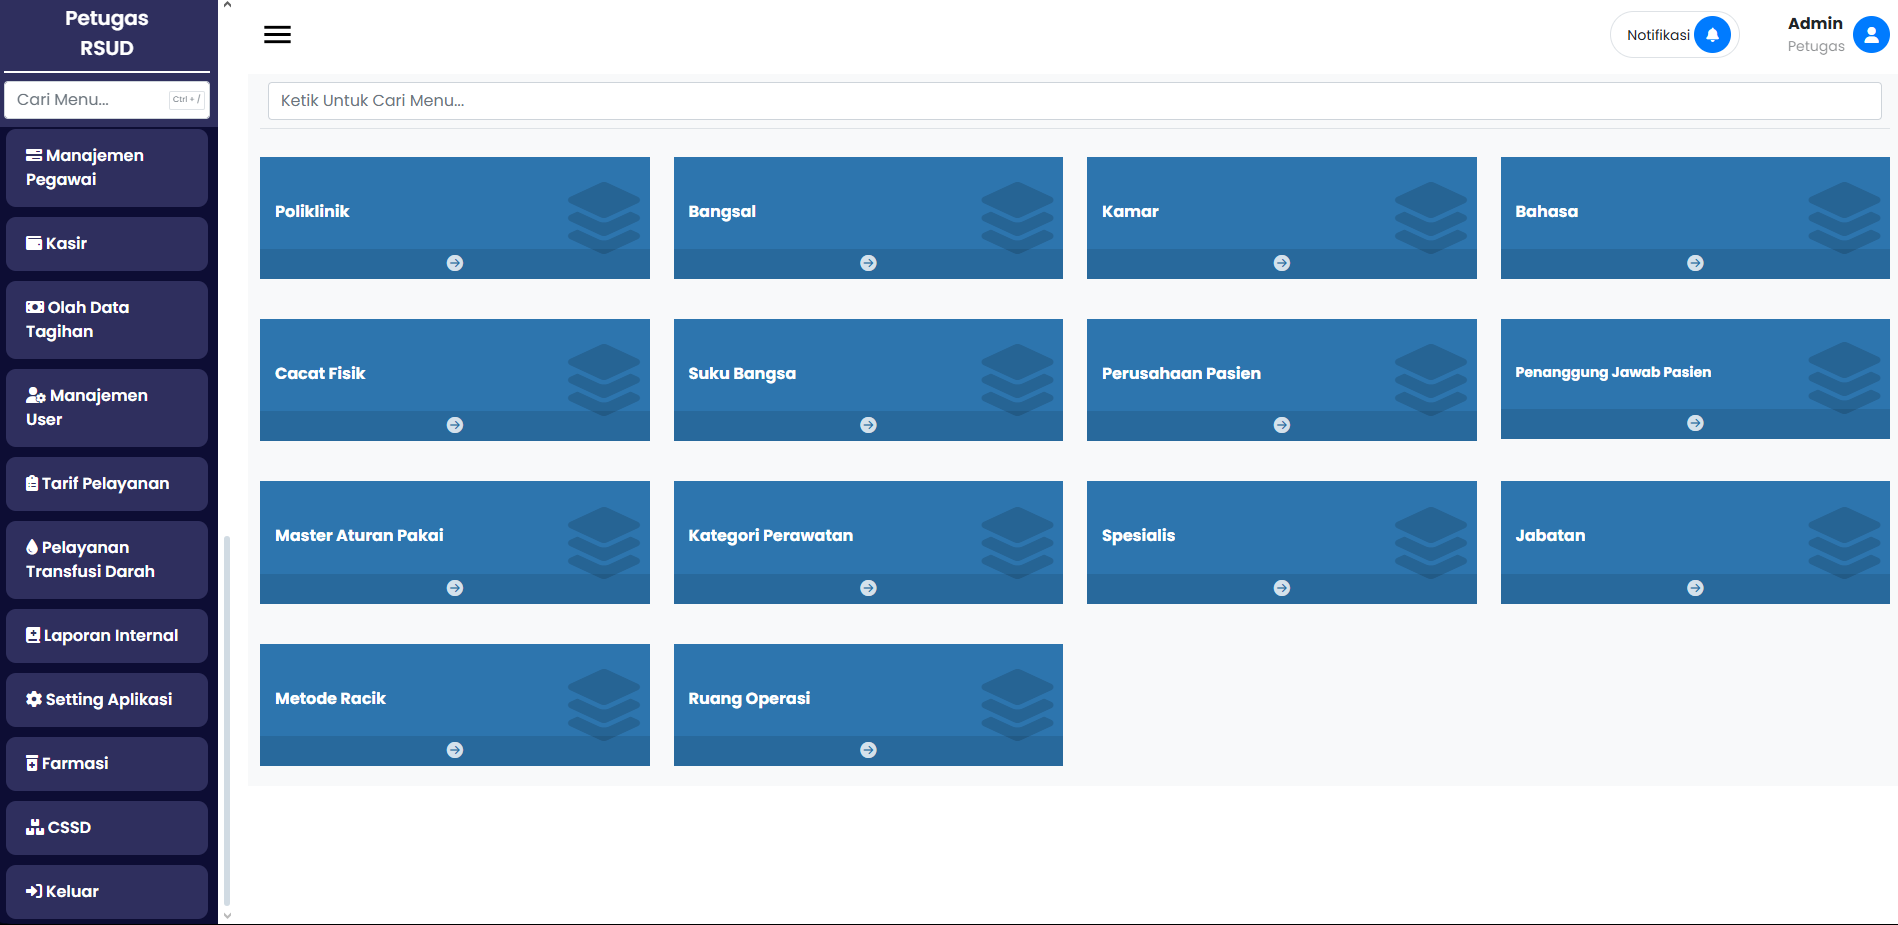 Petugas
RSUD
Cari Menu...
Ctrl + /
Manajemen
Pegawai
Kasir
Olah Data
Tagihan
Manajemen
User
Tarif Pelayanan
Pelayanan
Transfusi Darah
Laporan Internal
Setting Aplikasi
Farmasi
CSSD
Keluar
Notifikasi
Admin
Petugas
Ketik Untuk Cari Menu...
Poliklinik
Bangsal
Kamar
Bahasa
Cacat Fisik
Suku Bangsa
Perusahaan Pasien
Penanggung Jawab Pasien
Master Aturan Pakai
Kategori Perawatan
Spesialis
Jabatan
Metode Racik
Ruang Operasi